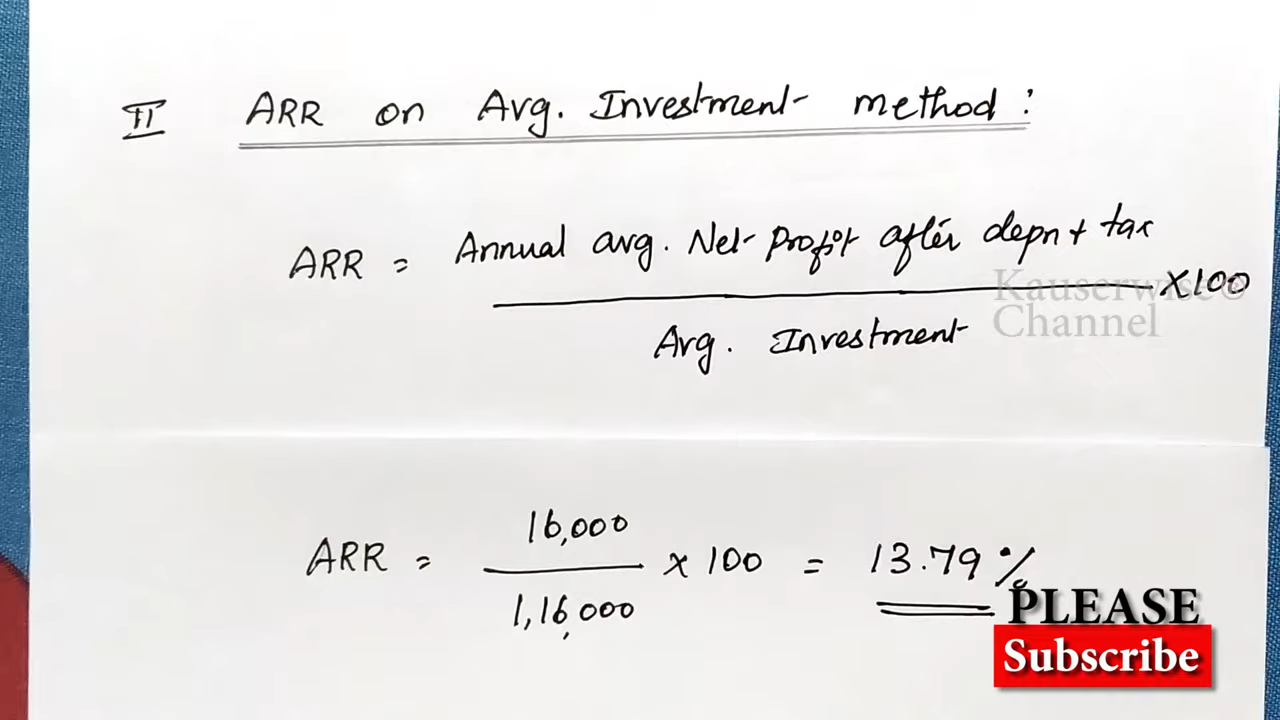 II ARR on Avg. Investment method :
ARR = Annual avg. Net Profit after depn + tax
× 100
Avg. Investment
Kauserwise©
Channel
ARR = 16,000
1,16,000
× 100 = 13.79 %
PLEASE
Subscribe